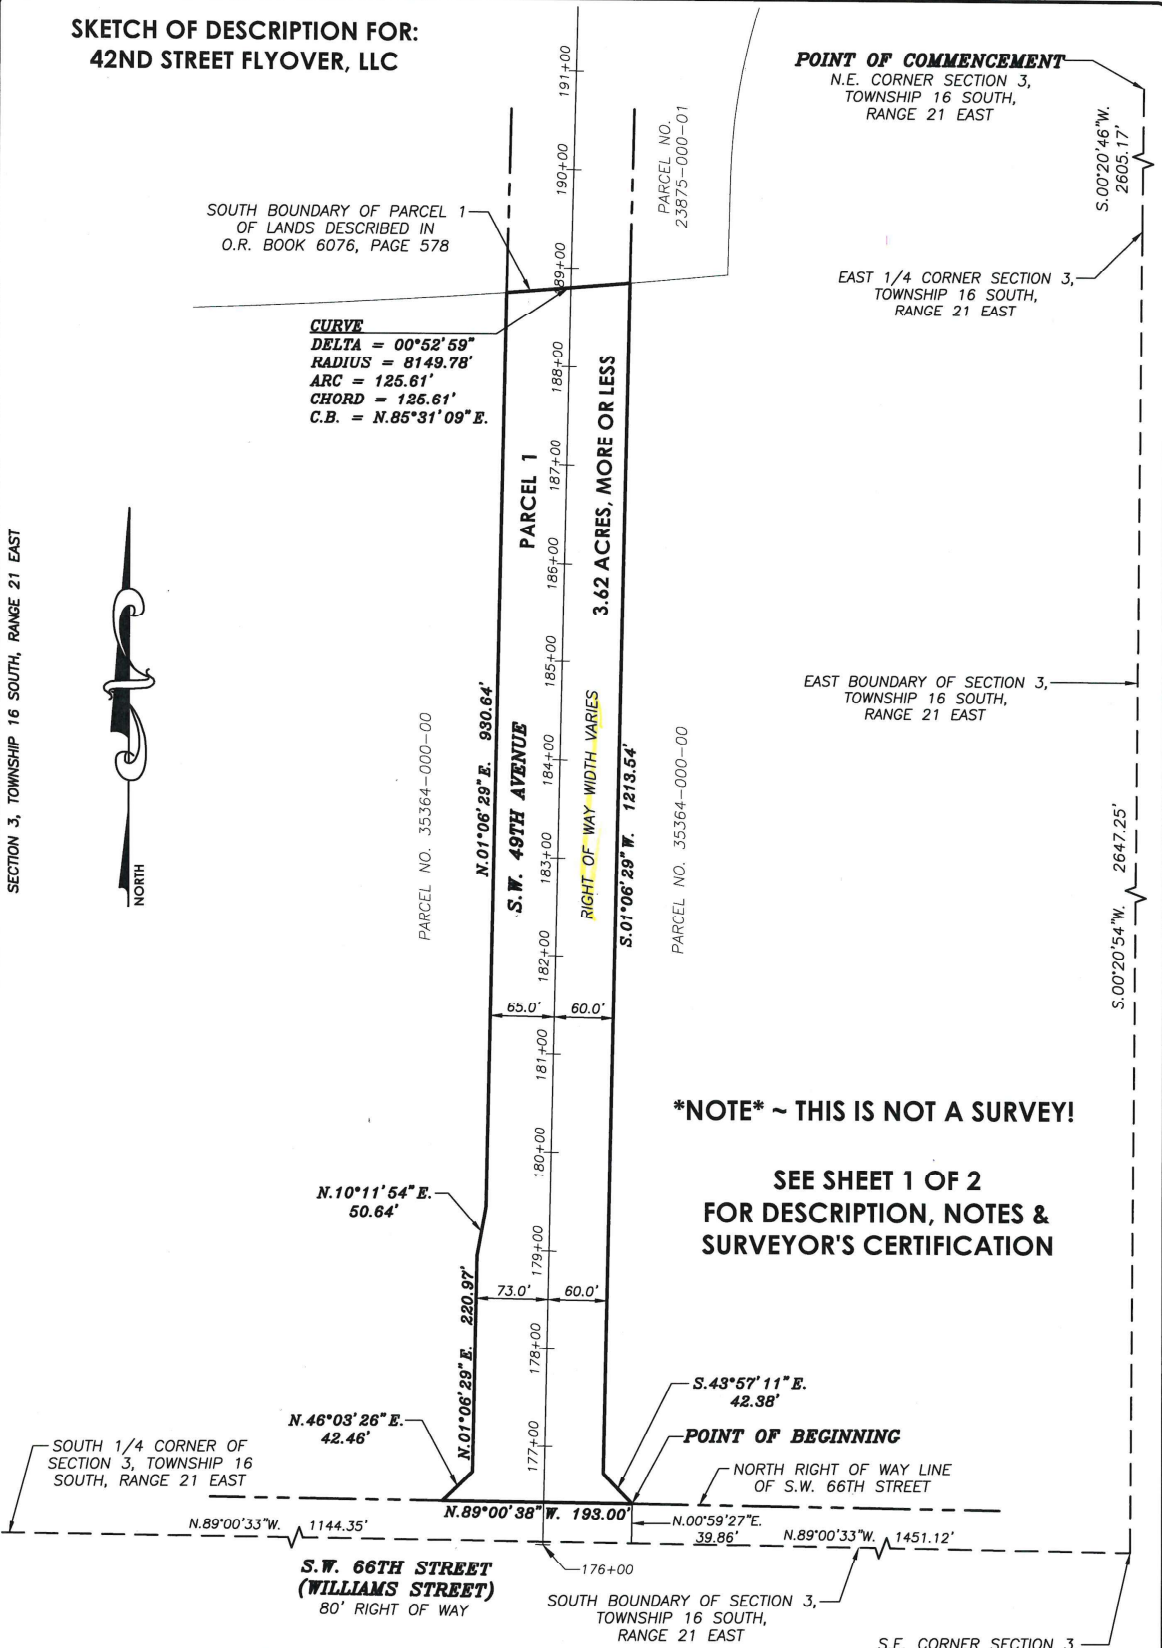 SKETCH OF DESCRIPTION FOR:
42ND STREET FLYOVER, LLC
POINT OF COMMENCEMENT
N.E. CORNER SECTION 3,
TOWNSHIP 16 SOUTH,
RANGE 21 EAST
S.00°20'46"W.
2605.17'
EAST 1/4 CORNER SECTION 3,
TOWNSHIP 16 SOUTH,
RANGE 21 EAST
191+00
190+00
189+00
188+00
187+00
186+00
185+00
184+00
183+00
182+00
181+00
180+00
179+00
178+00
177+00
PARCEL NO.
23875-000-01
SOUTH BOUNDARY OF PARCEL 1
OF LANDS DESCRIBED IN
O.R. BOOK 6076, PAGE 578
CURVE
DELTA = 00°52'59"
RADIUS = 8149.78'
ARC = 125.61'
CHORD = 125.61'
C.B. = N.85°31'09"E.
PARCEL 1
3.62 ACRES, MORE OR LESS
SECTION 3, TOWNSHIP 16 SOUTH, RANGE 21 EAST
NORTH
PARCEL NO. 35364-000-00
N.01°06'29"E. 930.64'
S.W. 49TH AVENUE
RIGHT OF WAY WIDTH VARIES
S.01°06'29"W. 1213.54'
PARCEL NO. 35364-000-00
EAST BOUNDARY OF SECTION 3,
TOWNSHIP 16 SOUTH,
RANGE 21 EAST
S.00°20'54"W. 2647.25'
65.0' 60.0'
*NOTE* ~ THIS IS NOT A SURVEY!
SEE SHEET 1 OF 2
FOR DESCRIPTION, NOTES &
SURVEYOR'S CERTIFICATION
N.10°11'54"E.
50.64'
73.0' 60.0'
N.01°06'29"E. 220.97'
N.46°03'26"E.
42.46'
S.43°57'11"E.
42.38'
POINT OF BEGINNING
NORTH RIGHT OF WAY LINE
OF S.W. 66TH STREET
SOUTH 1/4 CORNER OF
SECTION 3, TOWNSHIP 16
SOUTH, RANGE 21 EAST
N.89°00'38"W. 193.00'
N.89°00'33"W. 1144.35'
N.00°59'27"E.
39.86'
N.89°00'33"W. 1451.12'
S.W. 66TH STREET
(WILLIAMS STREET)
80' RIGHT OF WAY
176+00
SOUTH BOUNDARY OF SECTION 3,
TOWNSHIP 16 SOUTH,
RANGE 21 EAST
S.E. CORNER SECTION 3